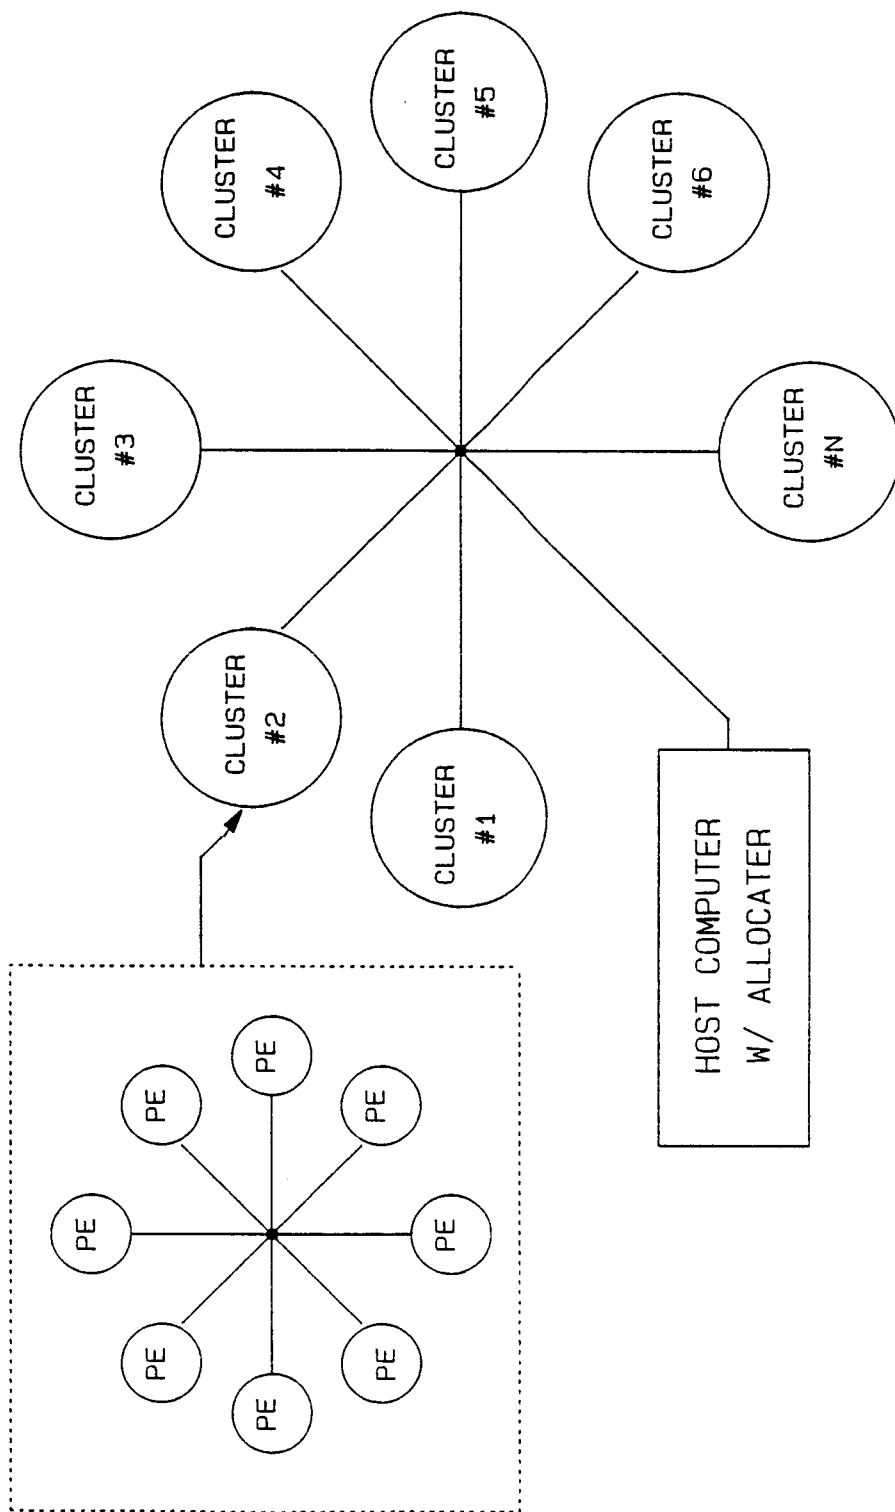 CLUSTER
#3
CLUSTER
#2
CLUSTER
#4
CLUSTER
#1
CLUSTER
#5
HOST COMPUTER
W/ ALLOCATER
CLUSTER
#6
CLUSTER
#N
PE
PE
PE
PE
PE
PE
PE
PE